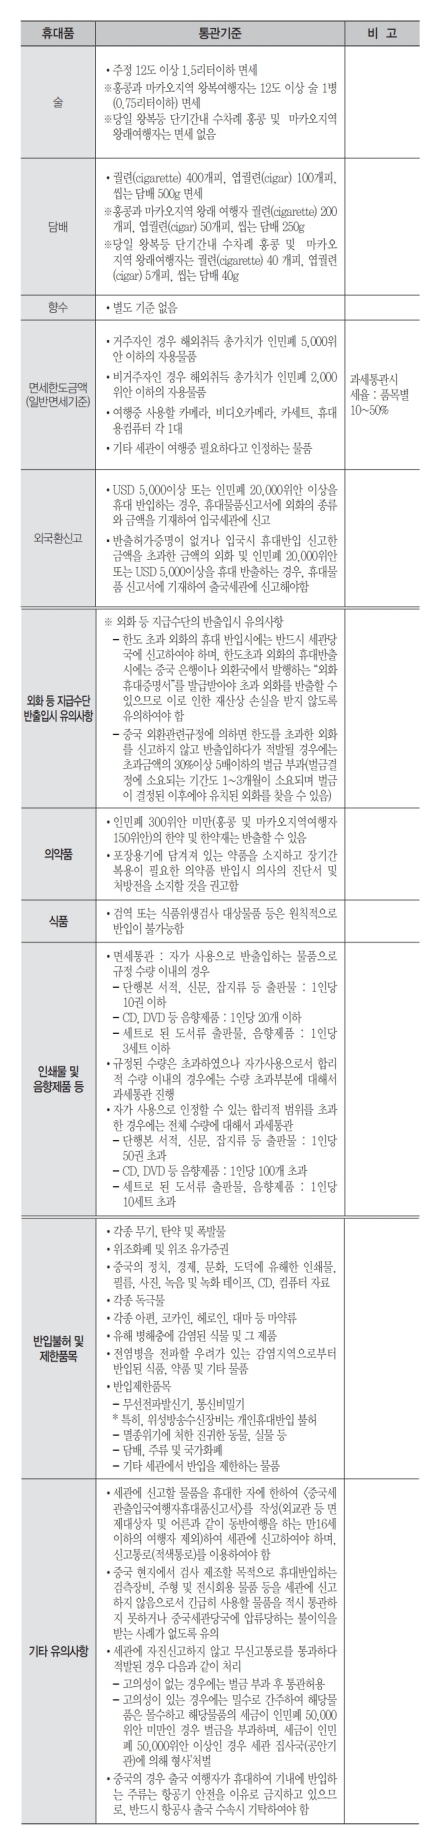 휴대품 통관기준 비 고
술
• 주정 12도 이상 1.5리터이하 면세
※홍콩과 마카오지역 왕복여행자는 12도 이상 술 1병
(0.75리터이하) 면세
※당일 왕복등 단기간내 수차례 홍콩 및 마카오지역
왕래여행자는 면세 없음
담배
• 궐련(cigarette) 400개피, 엽궐련(cigar) 100개피,
씹는 담배 500g 면세
※홍콩과 마카오지역 왕래 여행자 궐련(cigarette) 200
개피, 엽궐련(cigar) 50개피, 씹는 담배 250g
※당일 왕복등 단기간내 수차례 홍콩 및 마카오
지역 왕래여행자는 궐련(cigarette) 40 개피, 엽궐련
(cigar) 5개피, 씹는 담배 40g
향수
• 별도 기준 없음
면세한도금액
(일반면세기준)
• 거주자인 경우 해외취득 총가치가 인민폐 5,000위
안 이하의 자용물품
• 비거주자인 경우 해외취득 총가치가 인민폐 2,000
위안 이하의 자용물품
• 여행중 사용할 카메라, 비디오카메라, 카세트, 휴대
용컴퓨터 각 1대
• 기타 세관이 여행중 필요하다고 인정하는 물품
과세통관시
세율 : 품목별
10~50%
외국환신고
• USD 5,000이상 또는 인민폐 20,000위안 이상을
휴대 반입하는 경우, 휴대물품신고서에 외화의 종류
와 금액을 기재하여 입국세관에 신고
• 반출허가증명이 없거나 입국시 휴대반입 신고한
금액을 초과한 금액의 외화 및 인민폐 20,000위안
또는 USD 5,000이상을 휴대 반출하는 경우, 휴대물
품 신고서에 기재하여 출국세관에 신고해야함
외화 등 지급수단
반출입시 유의사항
※ 외화 등 지급수단의 반출입시 유의사항
– 한도 초과 외화의 휴대 반입시에는 반드시 세관당
국에 신고하여야 하며, 한도초과 외화의 휴대반출
시에는 중국 은행이나 외환국에서 발행하는 “외화
휴대증명서”를 발급받아야 초과 외화를 반출할 수
있으므로 이로 인한 재산상 손실을 받지 않도록
유의하여야 함
– 중국 외환관련규정에 의하면 한도를 초과한 외화
를 신고하지 않고 반출입하다가 적발될 경우에는
초과금액의 30%이상 5배이하의 벌금 부과(벌금결
정에 소요되는 기간도 1~3개월이 소요되며 벌금
이 결정된 이후에야 유치된 외화를 찾을 수 있음)
의약품
• 인민폐 300위안 미만(홍콩 및 마카오지역여행자
150위안)의 한약 및 한약재는 반출할 수 있음
• 포장용기에 담겨져 있는 약품을 소지하고 장기간
복용이 필요한 의약품 반입시 의사의 진단서 및
처방전을 소지할 것을 권고함
식품
• 검역 또는 식품위생검사 대상물품 등은 원칙적으로
반입이 불가능함
인쇄물 및
음향제품 등
• 면세통관 : 자가 사용으로 반출입하는 물품으로
규정 수량 이내의 경우
– 단행본 서적, 신문, 잡지류 등 출판물 : 1인당
10권 이하
– CD, DVD 등 음향제품 : 1인당 20개 이하
– 세트로 된 도서류 출판물, 음향제품 : 1인당
3세트 이하
• 규정된 수량은 초과하였으나 자가사용으로서 합리
적 수량 이내의 경우에는 수량 초과부분에 대해서
과세통관 진행
• 자가 사용으로 인정할 수 있는 합리적 범위를 초과
한 경우에는 전체 수량에 대해서 과세통관
– 단행본 서적, 신문, 잡지류 등 출판물 : 1인당
50권 초과
– CD, DVD 등 음향제품 : 1인당 100개 초과
– 세트로 된 도서류 출판물, 음향제품 : 1인당
10세트 초과
반입불허 및
제한품목
• 각종 무기, 탄약 및 폭발물
• 위조화폐 및 위조 유가증권
• 중국의 정치, 경제, 문화, 도덕에 유해한 인쇄물,
필름, 사진, 녹음 및 녹화 테이프, CD, 컴퓨터 자료
• 각종 독극물
• 각종 아편, 코카인, 헤로인, 대마 등 마약류
• 유해 병해충에 감염된 식물 및 그 제품
• 전염병을 전파할 우려가 있는 감염지역으로부터
반입된 식품, 약품 및 기타 물품
• 반입제한품목
– 무선전파발신기, 통신비밀기
* 특히, 위성방송수신장비는 개인휴대반입 불허
– 멸종위기에 처한 진귀한 동물, 실물 등
– 담배, 주류 및 국가화폐
– 기타 세관에서 반입을 제한하는 물품
기타 유의사항
• 세관에 신고할 물품을 휴대한 자에 한하여 〈중국세
관출입국여행자휴대품신고서〉를 작성(외교관 등 면
제대상자 및 어른과 같이 동반여행을 하는 만16세
이하의 여행자 제외)하여 세관에 신고하여야 하며,
신고통로(적색통로)를 이용하여야 함
• 중국 현지에서 검사 제조할 목적으로 휴대반입하는
검측장비, 주형 및 전시회용 물품 등을 세관에 신고
하지 않음으로서 긴급히 사용할 물품을 적시 통관하
지 못하거나 중국세관당국에 압류당하는 불이익을
받는 사례가 없도록 유의
• 세관에 자진신고하지 않고 무신고통로를 통과하다
적발된 경우 다음과 같이 처리
– 고의성이 없는 경우에는 벌금 부과 후 통관허용
– 고의성이 있는 경우에는 밀수로 간주하여 해당물
품은 몰수하고 해당물품의 세금이 인민폐 50,000
위안 미만인 경우 벌금을 부과하며, 세금이 인민
폐 50,000위안 이상인 경우 세관 집사국(공안기
관)에 의해 형사처벌
• 중국의 경우 출국 여행자가 휴대하여 기내에 반입하
는 주류는 항공기 안전을 이유로 금지하고 있으므
로, 반드시 항공사 출국 수속시 기탁하여야 함